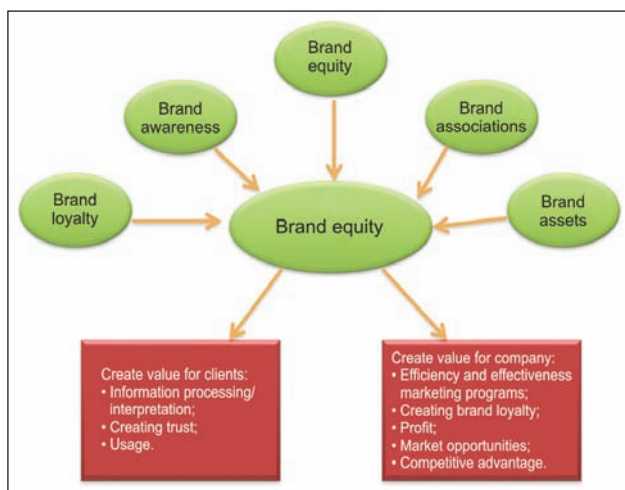 Brand
equity
Brand
awareness
Brand
associations
Brand
loyalty
Brand equity
Brand
assets
Create value for clients:
• Information processing/
interpretation;
• Creating trust;
• Usage.
Create value for company:
• Efficiency and effectiveness
marketing programs;
• Creating brand loyalty;
• Profit;
• Market opportunities;
• Competitive advantage.